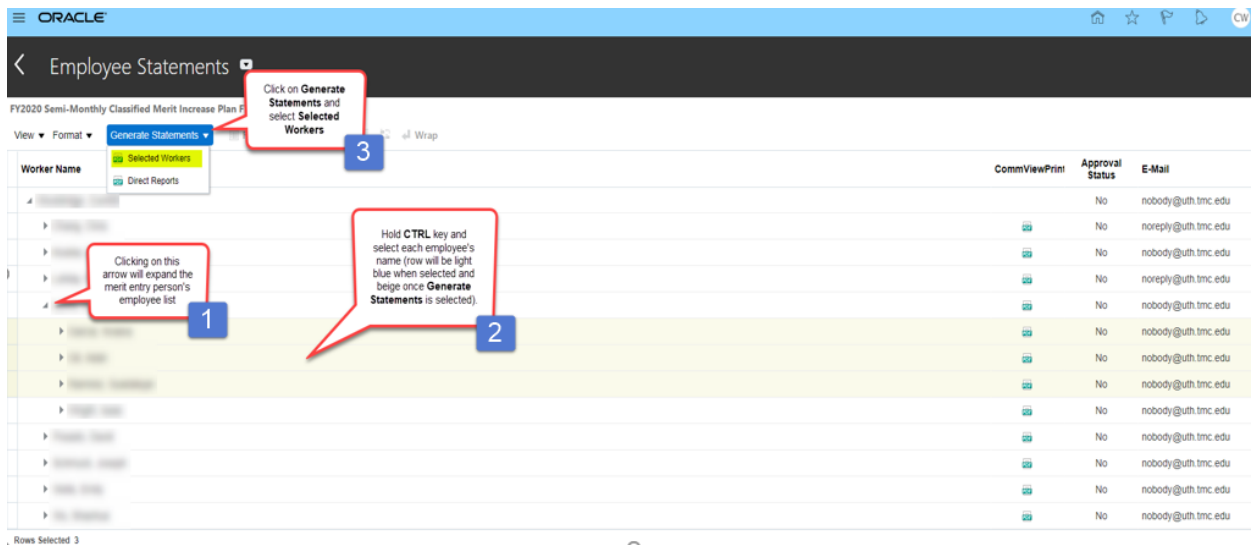 ORACLE
CW
Employee Statements
FY2020 Semi-Monthly Classified Merit Increase Plan
View Format Generate Statements Wrap
Click on Generate
Statements and
select Selected
Workers
3
Selected Workers
Direct Reports
Worker Name CommViewPrint Approval Status E-Mail
No nobody@uth.tmc.edu
No noreply@uth.tmc.edu
No nobody@uth.tmc.edu
No noreply@uth.tmc.edu
No nobody@uth.tmc.edu
No nobody@uth.tmc.edu
No nobody@uth.tmc.edu
No nobody@uth.tmc.edu
No nobody@uth.tmc.edu
No nobody@uth.tmc.edu
No nobody@uth.tmc.edu
No nobody@uth.tmc.edu
No nobody@uth.tmc.edu
Clicking on this
arrow will expand the
merit entry person's
employee list
1
Hold CTRL key and
select each employee's
name (row will be light
blue when selected and
beige once Generate
Statements is selected).
2
Rows Selected 3